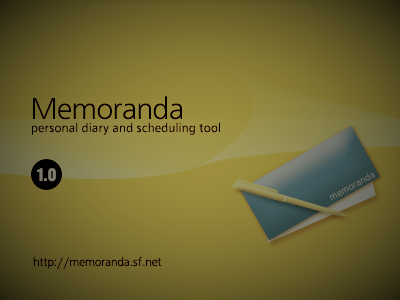 Memoranda
personal diary and scheduling tool
1.0
memoranda
http://memoranda.sf.net